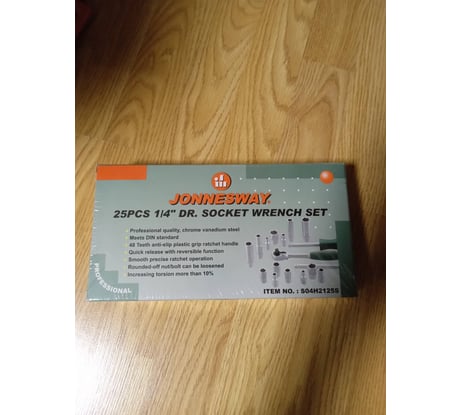 JONNESWAY
25PCS 1/4" DR. SOCKET WRENCH SET
Professional quality, chrome vanadium steel
Meets DIN standard
48 Teeth anti-slip plastic grip ratchet handle
Quick release with reversible function
Smooth precise ratchet operation
Rounded-off nut/bolt can be loosened
Increasing torsion more than 10%
PROFESSIONAL
ITEM NO. : S04H2125S